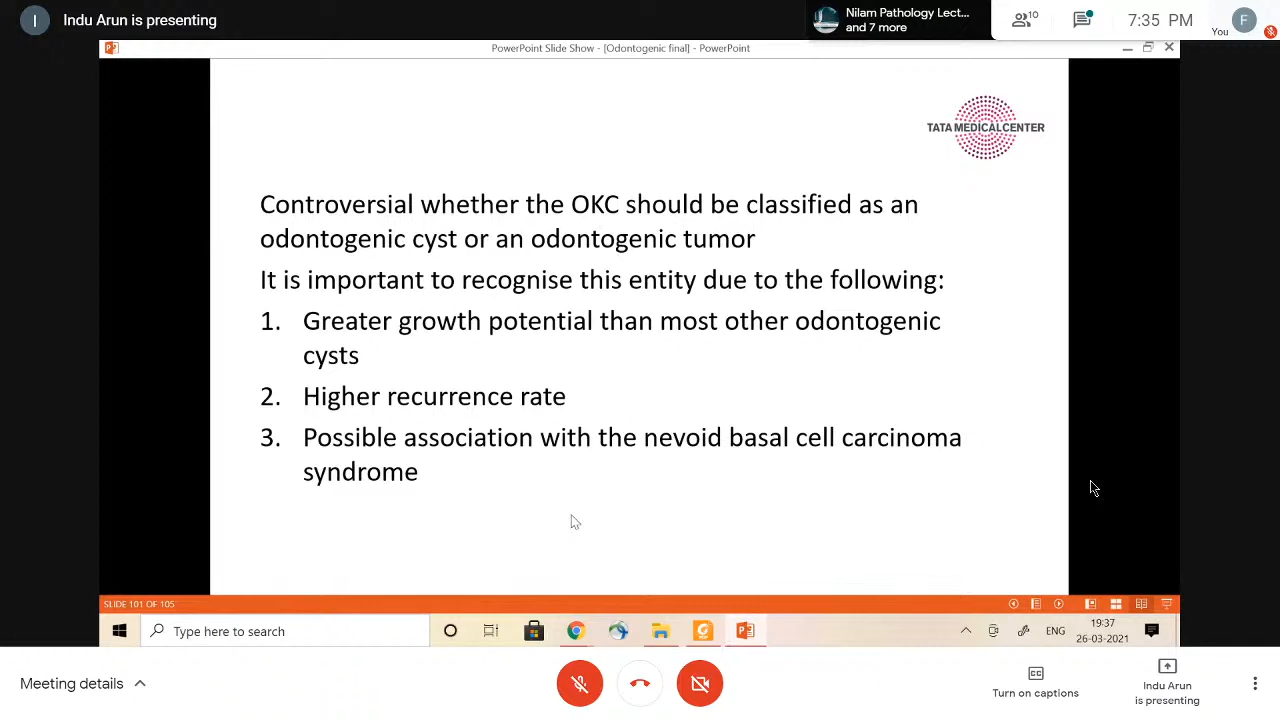 I
Indu Arun is presenting
Nilam Pathology Lect...
and 7 more
10
7:35 PM
You
F
PowerPoint Slide Show - [Odontogenic final] - PowerPoint
TATA MEDICAL CENTER
Controversial whether the OKC should be classified as an
odontogenic cyst or an odontogenic tumor
It is important to recognise this entity due to the following:
1. Greater growth potential than most other odontogenic
cysts
2. Higher recurrence rate
3. Possible association with the nevoid basal cell carcinoma
syndrome
SLIDE 101 OF 105
Type here to search
ENG
19:37
26-03-2021
Meeting details
Turn on captions
Indu Arun
is presenting